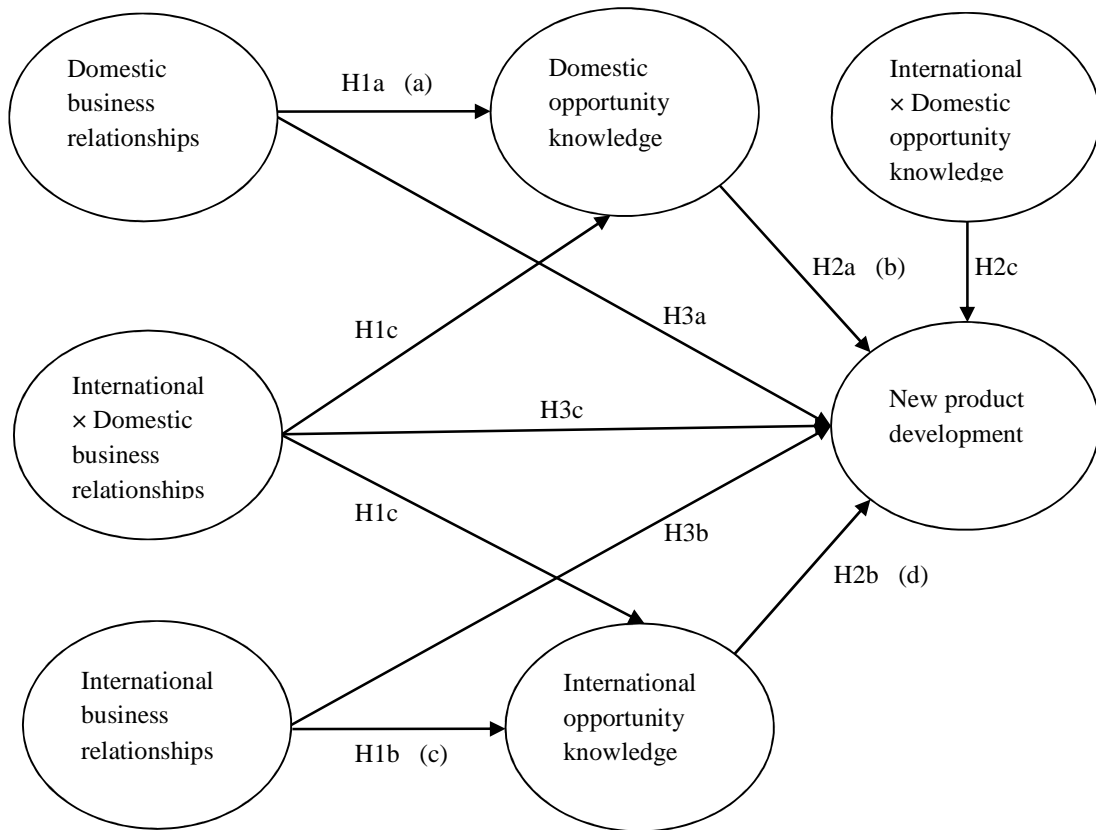 Domestic
business
relationships
H1a (a)
Domestic
opportunity
knowledge
International
× Domestic
opportunity
knowledge
H2a (b)
H2c
H1c
H3a
International
× Domestic
business
relationships
H3c
New product
development
H1c
H3b
H2b (d)
International
business
relationships
H1b (c)
International
opportunity
knowledge